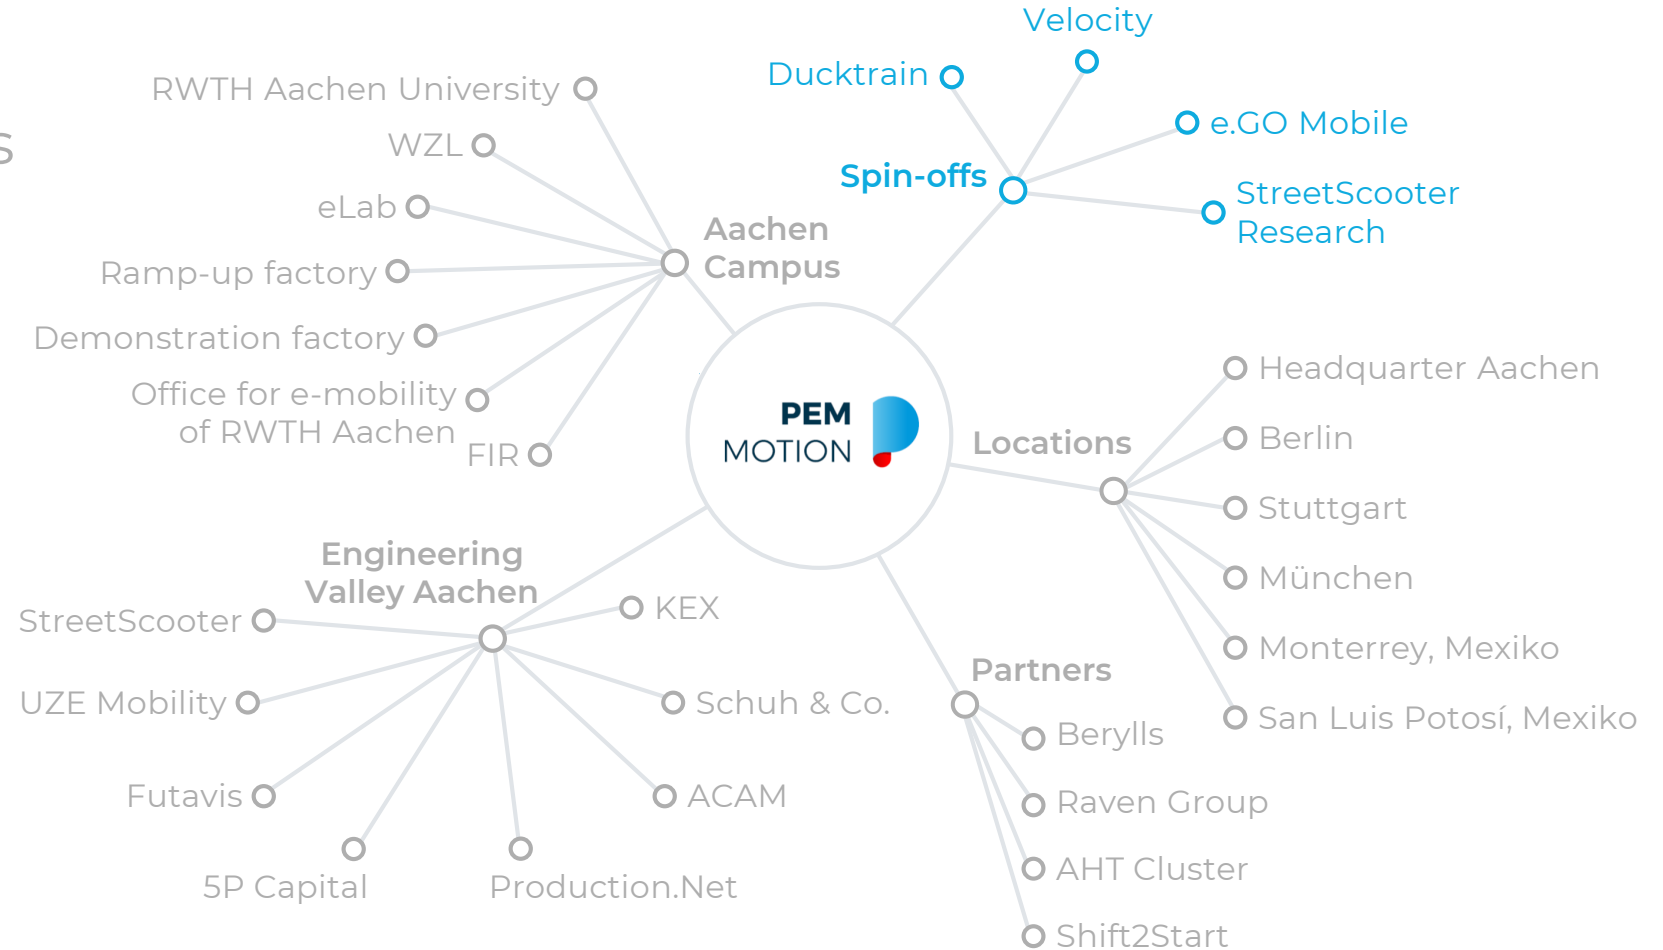 s
RWTH Aachen University
WZL
eLab
Ramp-up factory
Demonstration factory
Office for e-mobility
of RWTH Aachen
FIR
Aachen
Campus
Velocity
Ducktrain
e.GO Mobile
Spin-offs
StreetScooter
Research
PEM
MOTION
Locations
Headquarter Aachen
Berlin
Stuttgart
München
Monterrey, Mexiko
San Luis Potosí, Mexiko
Engineering
Valley Aachen
StreetScooter
UZE Mobility
Futavis
5P Capital
Production.Net
ACAM
Schuh & Co.
KEX
Partners
Berylls
Raven Group
AHT Cluster
Shift2Start